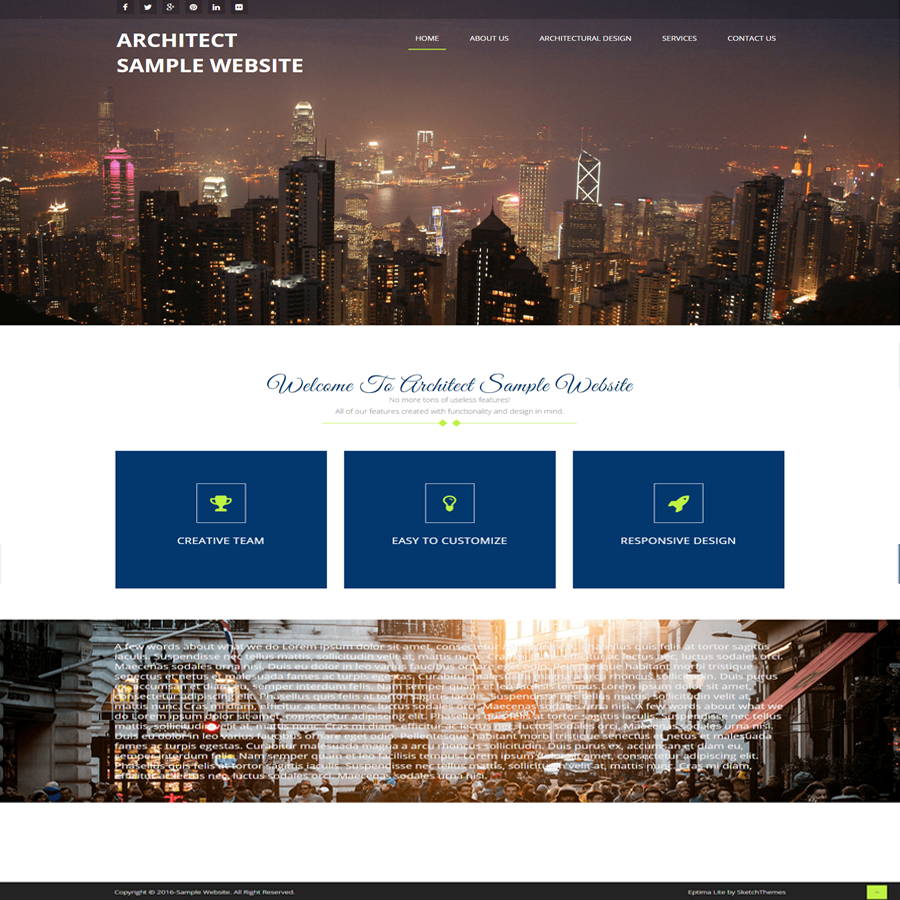 ARCHITECT
SAMPLE WEBSITE
HOME ABOUT US ARCHITECTURAL DESIGN SERVICES CONTACT US
Welcome To Architect Sample Website
No more tons of useless features!
All of our features created with functionality and design in mind.
CREATIVE TEAM EASY TO CUSTOMIZE RESPONSIVE DESIGN
A few words about what we do Lorem ipsum dolor sit amet, consectetur adipiscing elit. Phasellus quis felis at tortor sagittis
iaculis. Suspendisse nec tellus mattis, sollicitudin velit at, mattis nunc. Cras mi diam, efficitur ac lectus nec, luctus sodales orci.
Maecenas sodales urna nisi. Duis eu dolor in leo varius faucibus ornare eget odio. Pellentesque habitant morbi tristique
senectus et netus et malesuada fames ac turpis egestas. Curabitur malesuada magna a arcu rhoncus sollicitudin. Duis purus
ex, accumsan et diam eu, semper interdum felis. Nam semper quam et leo facilisis tempus.Lorem ipsum dolor sit amet,
consectetur adipiscing elit. Phasellus quis felis at tortor sagittis iaculis. Suspendisse nec tellus mattis, sollicitudin velit at,
mattis nunc. Cras mi diam, efficitur ac lectus nec, luctus sodales orci. Maecenas sodales urna nisi. A few words about what we
do Lorem ipsum dolor sit amet, consectetur adipiscing elit. Phasellus quis felis at tortor sagittis iaculis. Suspendisse nec tellus
mattis, sollicitudin velit at, mattis nunc. Cras mi diam, efficitur ac lectus nec, luctus sodales orci. Maecenas sodales urna nisi.
Duis eu dolor in leo varius faucibus ornare eget odio. Pellentesque habitant morbi tristique senectus et netus et malesuada
fames ac turpis egestas. Curabitur malesuada magna a arcu rhoncus sollicitudin. Duis purus ex, accumsan et diam eu,
semper interdum felis. Nam semper quam et leo facilisis tempus Lorem ipsum dolor sit amet, consectetur adipiscing elit.
Phasellus quis felis at tortor sagittis iaculis. Suspendisse nec tellus mattis, sollicitudin velit at, mattis nunc. Cras mi diam,
efficitur ac lectus nec, luctus sodales orci. Maecenas sodales urna nisi.
Copyright © 2016-Sample Website. All Right Reserved. Eptima Lite by SketchThemes